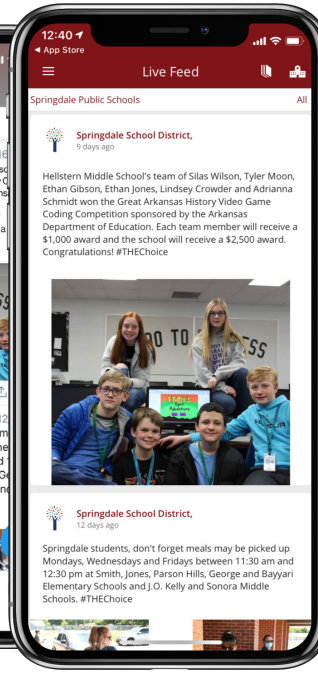 12:40
App Store
Live Feed
Springdale Public Schools
All
Springdale School District,
9 days ago
Hellstern Middle School's team of Silas Wilson, Tyler Moon,
Ethan Gibson, Ethan Jones, Lindsey Crowder and Adrianna
Schmidt won the Great Arkansas History Video Game
Coding Competition sponsored by the Arkansas
Department of Education. Each team member will receive a
$1,000 award and the school will receive a $2,500 award.
Congratulations! #THEChoice
Springdale School District,
12 days ago
Springdale students, don't forget meals may be picked up
Mondays, Wednesdays and Fridays between 11:30 am and
12:30 pm at Smith, Jones, Parson Hills, George and Bayyari
Elementary Schools and J.O. Kelly and Sonora Middle
Schools. #THEChoice